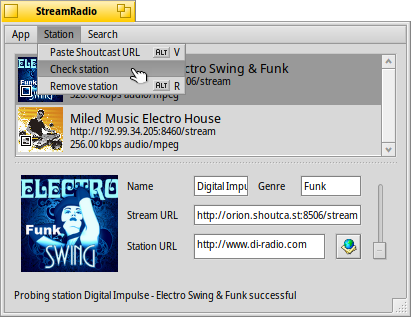 StreamRadio
App Station Search
Paste Shoutcast URL ALT V
Check station
Remove station ALT R
ctro Swing & Funk
06/stream
320.00 kbps audio/mpeg
Miled Music Electro House
http://192.99.34.205:8460/stream
256.00 kbps audio/mpeg
ELECTRO
Funk
SWING
Name Digital Impu Genre Funk
Stream URL http://orion.shoutca.st:8506/stream
Station URL http://www.di-radio.com
Probing station Digital Impulse - Electro Swing & Funk successful